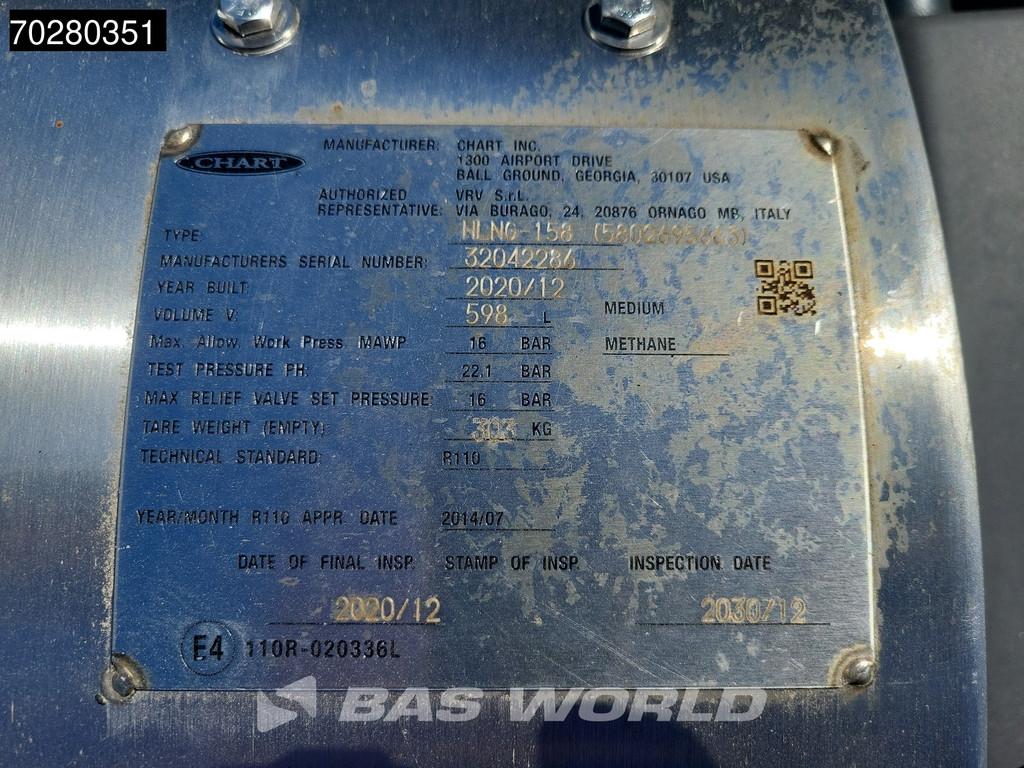 70280351
CHART
MANUFACTURER: CHART INC.
1300 AIRPORT DRIVE
BALL GROUND, GEORGIA, 30107 USA
AUTHORIZED REPRESENTATIVE: VRV S.r.L.
VIA BURAGO, 24, 20876 ORNAGO MB, ITALY
TYPE: HLNG-158
MANUFACTURERS SERIAL NUMBER: 32042286
YEAR BUILT: 2020/12
VOLUME V: 598 L MEDIUM
Max. Allow. Work Press MAWP 16 BAR METHANE
TEST PRESSURE PH: 22.1 BAR
MAX RELIEF VALVE SET PRESSURE: 16 BAR
TARE WEIGHT (EMPTY): 303 KG
TECHNICAL STANDARD: R110
YEAR/MONTH R110 APPR. DATE 2014/07
DATE OF FINAL INSP. STAMP OF INSP. INSPECTION DATE
2020/12 2030/12
E4 110R-020336L
BAS WORLD